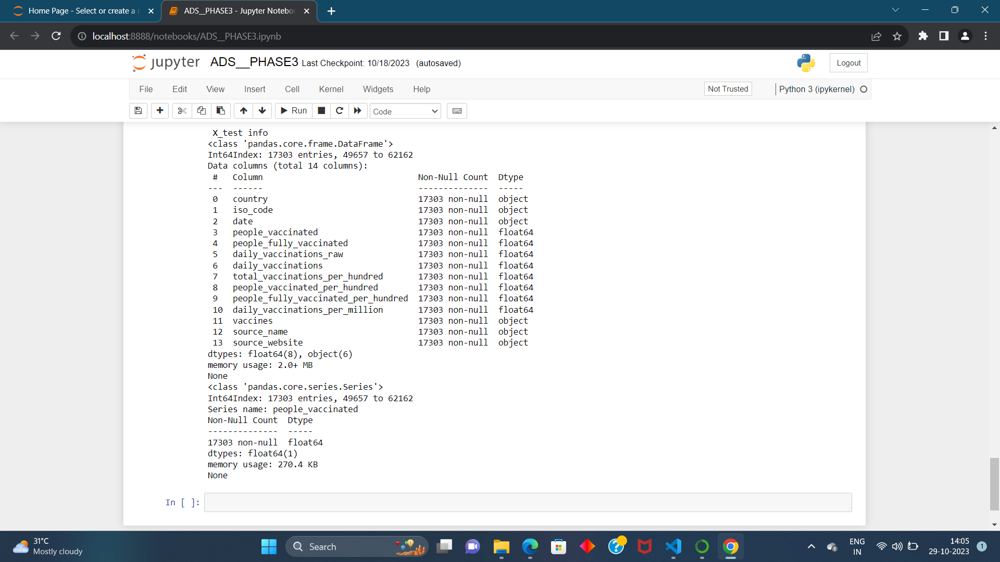 Home Page - Select or create a n
ADS__PHASE3 - Jupyter Notebo
localhost:8888/notebooks/ADS__PHASE3.ipynb
jupyter ADS__PHASE3 Last Checkpoint: 10/18/2023 (autosaved)
Logout
File Edit View Insert Cell Kernel Widgets Help
Not Trusted
Python 3 (ipykernel)
Run
Code
X_test info
<class 'pandas.core.frame.DataFrame'>
Int64Index: 17303 entries, 49657 to 62162
Data columns (total 14 columns):
 #   Column                               Non-Null Count  Dtype
---  ------                               --------------  -----
 0   country                              17303 non-null  object
 1   iso_code                             17303 non-null  object
 2   date                                 17303 non-null  object
 3   people_vaccinated                    17303 non-null  float64
 4   people_fully_vaccinated              17303 non-null  float64
 5   daily_vaccinations_raw               17303 non-null  float64
 6   daily_vaccinations                   17303 non-null  float64
 7   total_vaccinations_per_hundred       17303 non-null  float64
 8   people_vaccinated_per_hundred        17303 non-null  float64
 9   people_fully_vaccinated_per_hundred  17303 non-null  float64
 10  daily_vaccinations_per_million       17303 non-null  float64
 11  vaccines                             17303 non-null  object
 12  source_name                          17303 non-null  object
 13  source_website                       17303 non-null  object
dtypes: float64(8), object(6)
memory usage: 2.0+ MB
None
<class 'pandas.core.series.Series'>
Int64Index: 17303 entries, 49657 to 62162
Series name: people_vaccinated
Non-Null Count  Dtype
--------------  -----
17303 non-null  float64
dtypes: float64(1)
memory usage: 270.4 KB
None
In [ ]:
31°C
Mostly cloudy
Search
ENG
IN
14:05
29-10-2023
1